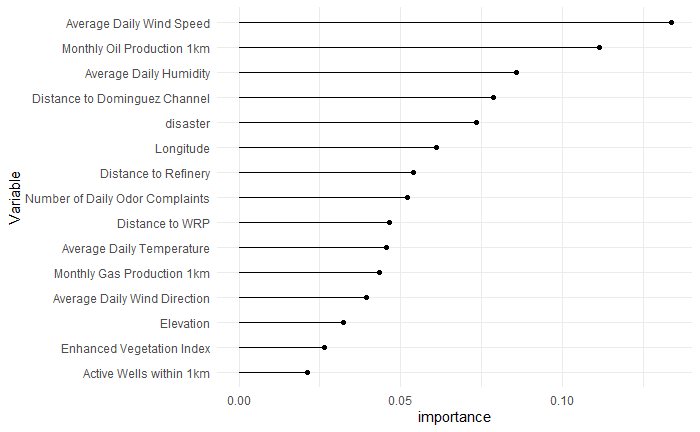 Average Daily Wind Speed
Monthly Oil Production 1km
Average Daily Humidity
Distance to Dominguez Channel
disaster
Longitude
Distance to Refinery
Number of Daily Odor Complaints
Distance to WRP
Average Daily Temperature
Monthly Gas Production 1km
Average Daily Wind Direction
Elevation
Enhanced Vegetation Index
Active Wells within 1km
Variable
0.00 0.05 0.10
importance